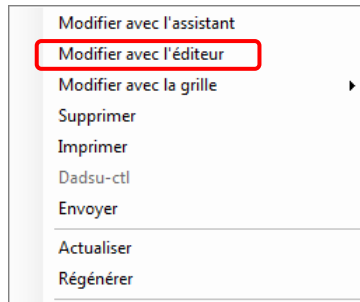 Modifier avec l'assistant
Modifier avec l'éditeur
Modifier avec la grille
Supprimer
Imprimer
Dadsu-ctl
Envoyer
Actualiser
Régénérer